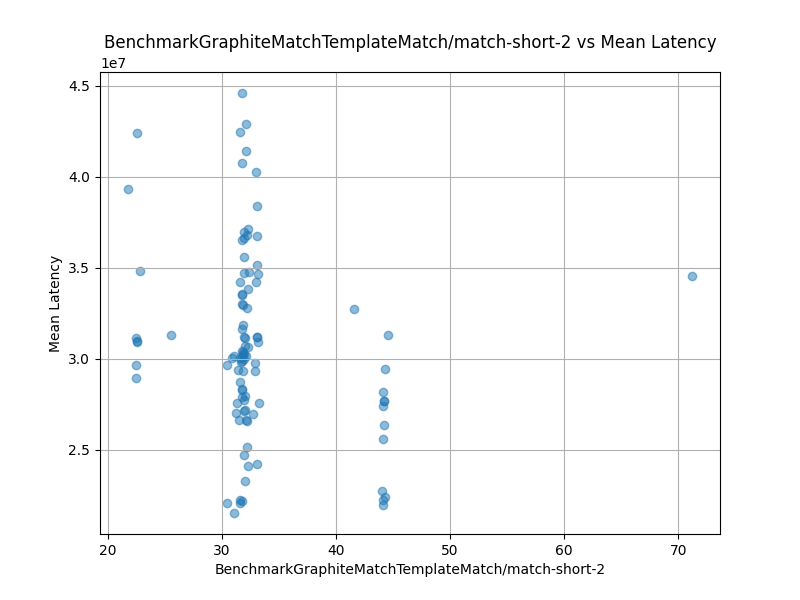 BenchmarkGraphiteMatchTemplateMatch/match-short-2 vs Mean Latency
1e7
4.5
4.0
3.5
3.0
2.5
Mean Latency
20 30 40 50 60 70
BenchmarkGraphiteMatchTemplateMatch/match-short-2